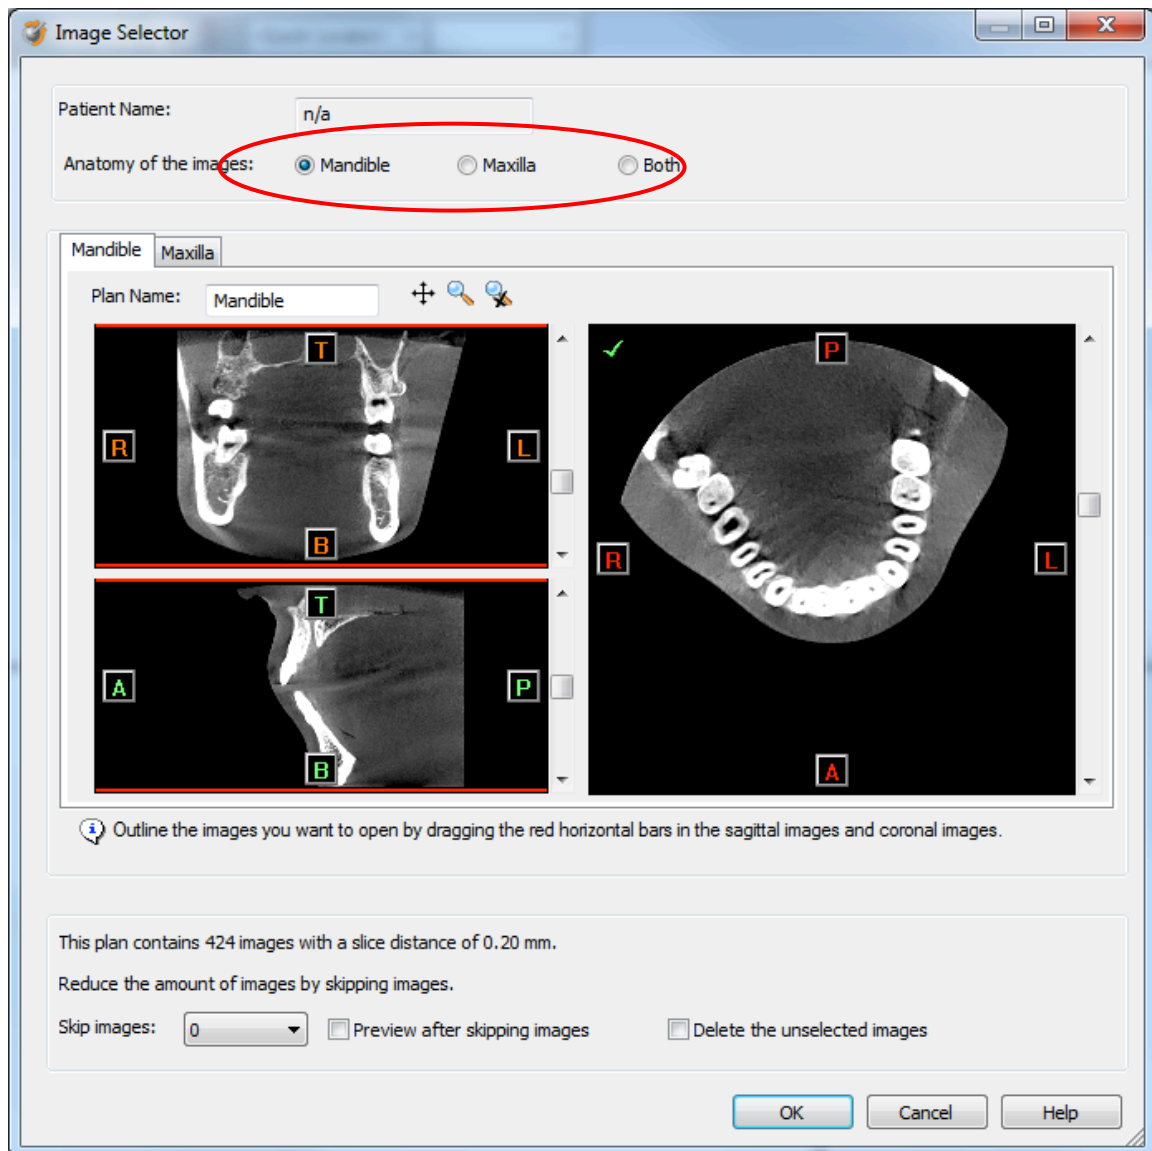 Image Selector
Patient Name: n/a
Anatomy of the images: Mandible Maxilla Both
Mandible Maxilla
Plan Name: Mandible
T
R L
B
T
A P
B
P
R L
A
Outline the images you want to open by dragging the red horizontal bars in the sagittal images and coronal images.
This plan contains 424 images with a slice distance of 0.20 mm.
Reduce the amount of images by skipping images.
Skip images: 0 Preview after skipping images Delete the unselected images
OK Cancel Help